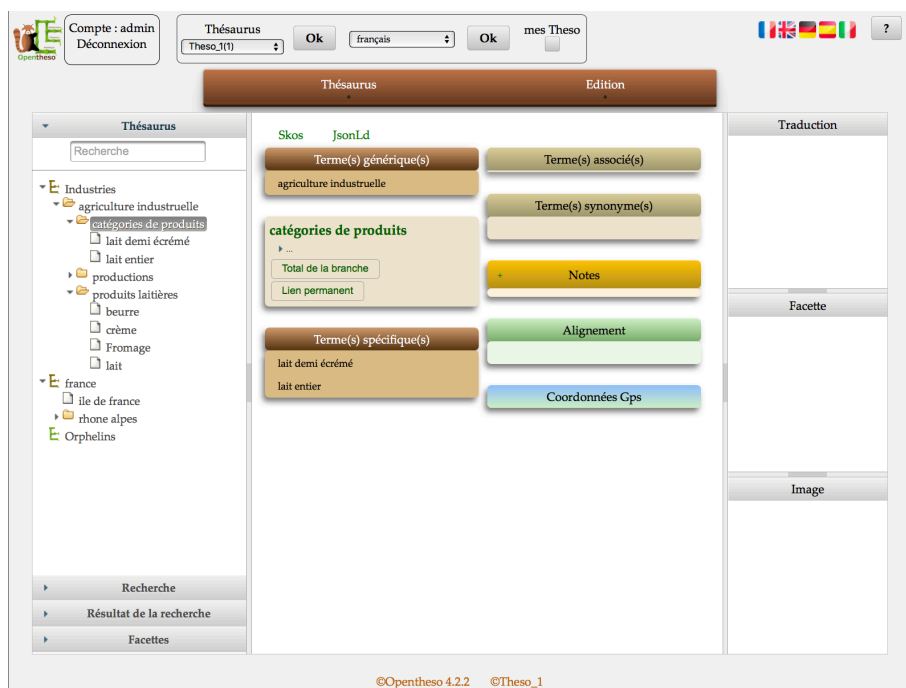 Opentheso
Compte : admin
Déconnexion
Thésaurus
Theso_1(1)
Ok
français
Ok
mes Theso
?
Thésaurus
Edition
Thésaurus
Recherche
Industries
agriculture industruelle
catégories de produits
lait demi écrémé
lait entier
productions
produits laitières
beurre
crème
Fromage
lait
france
ile de france
rhone alpes
Orphelins
Recherche
Résultat de la recherche
Facettes
Skos JsonLd
Terme(s) générique(s)
agriculture industruelle
catégories de produits
...
Total de la branche
Lien permanent
Terme(s) spécifique(s)
lait demi écrémé
lait entier
Terme(s) associé(s)
Terme(s) synonyme(s)
+ Notes
Alignement
Coordonnées Gps
Traduction
Facette
Image
©Opentheso 4.2.2 ©Theso_1